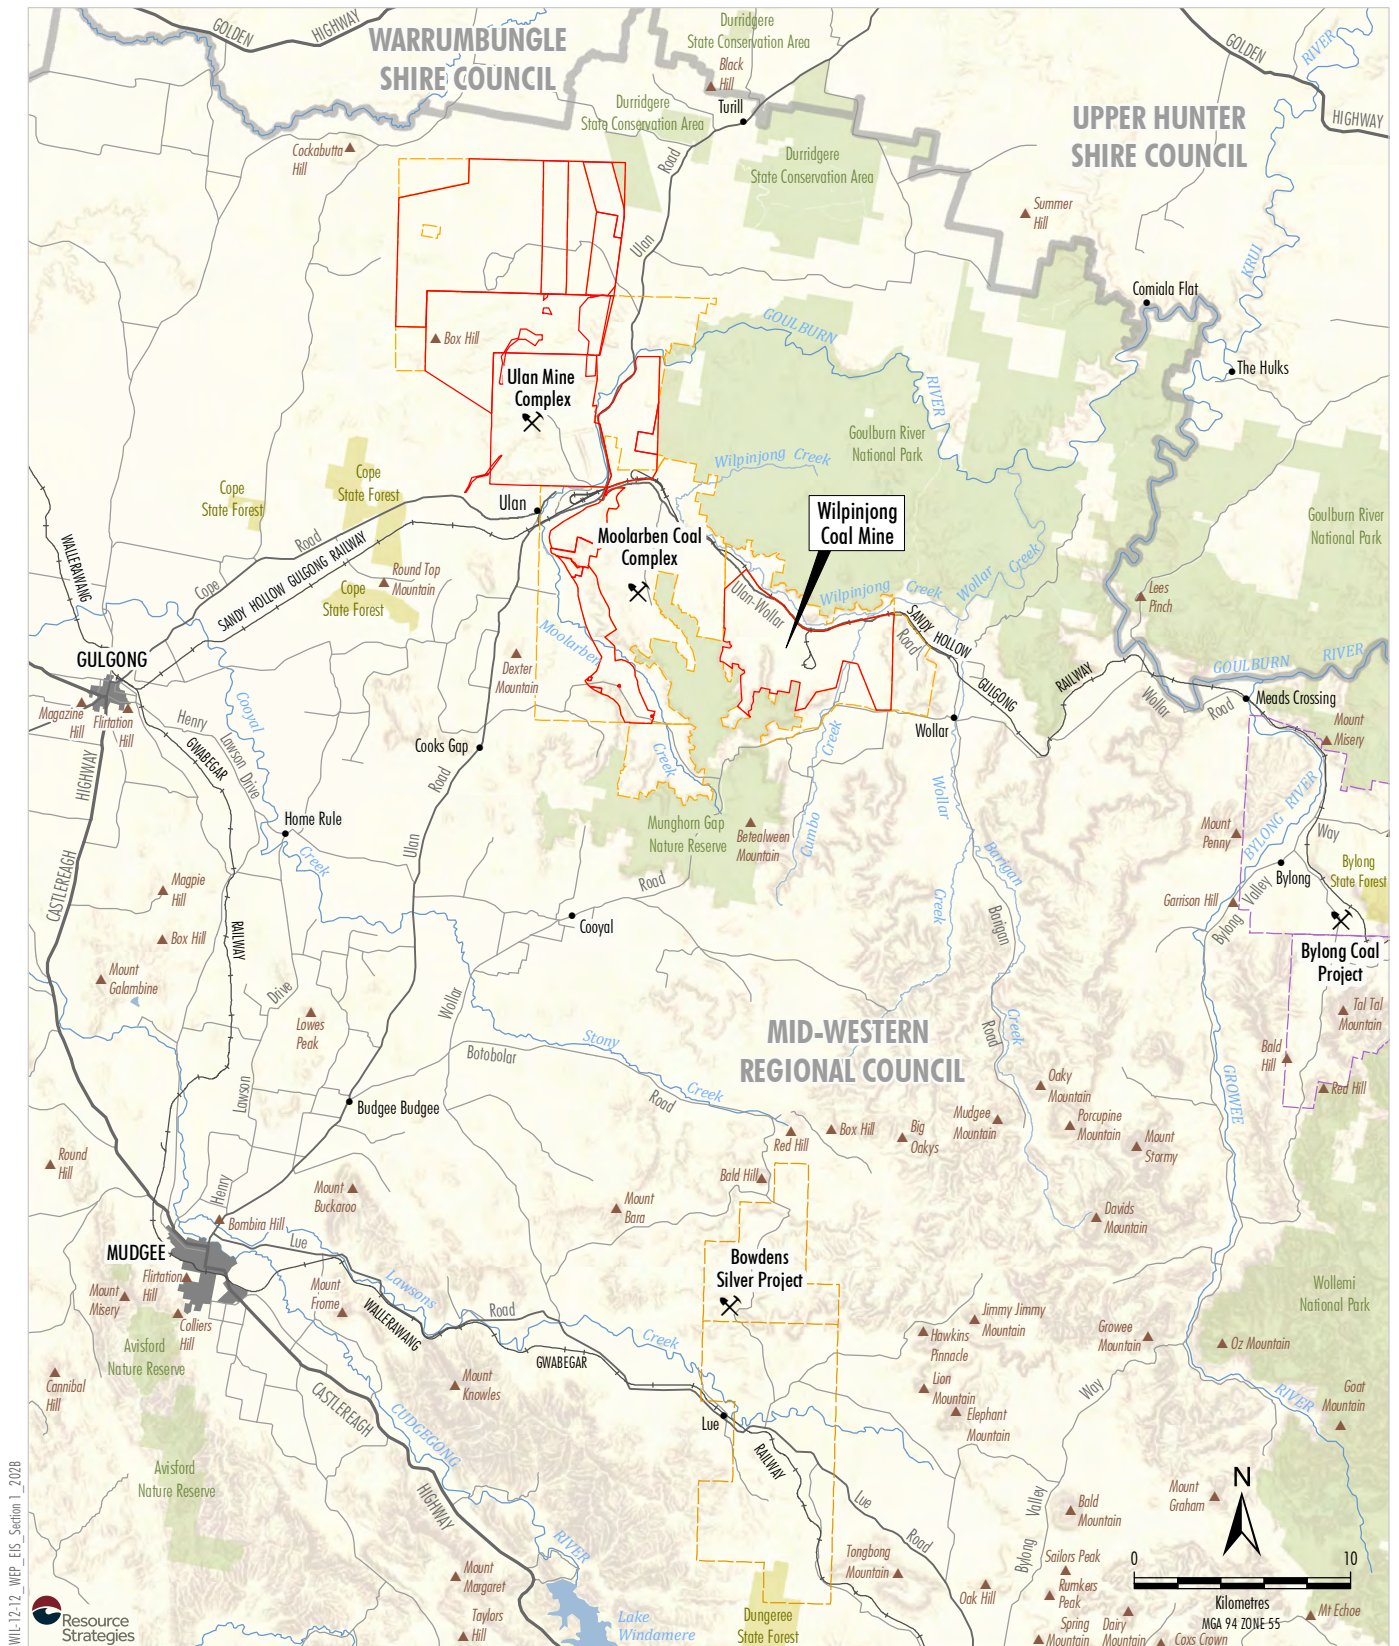 GOLDEN
HIGHWAY
WARRUMBUNGLE
SHIRE COUNCIL
Durridgere
State Conservation Area
Black
Hill
Turill
GOLDEN
RIVER
HIGHWAY
UPPER HUNTER
SHIRE COUNCIL
Durridgere
State Conservation Area
Cockabutta
Hill
Road
Durridgere
State Conservation Area
Summer
Hill
Ulan
KRUI
Comiala Flat
GOULBURN
Box Hill
RIVER
The Hulks
Ulan Mine
Complex
Goulburn River
National Park
Wilpinjong Creek
Cope
State Forest
Cope
State Forest
Ulan
Wilpinjong
Coal Mine
Goulburn River
National Park
WALLERAWANG
Road
Moolarben Coal
Complex
Creek
SANDY HOLLOW GULGONG RAILWAY
Cope
Round Top
Mountain
Cope
State Forest
Ulan-Wollar
Wilpinjong
Creek
Wollar
Lees
Pinch
SANDY HOLLOW
Road
Moolarben
GULGONG
Dexter
Mountain
GULGONG
RAILWAY
GOULBURN
RIVER
Wollar
Road
Meads Crossing
Magazine
Hill
Flirtation
Hill
Cooyal
Henry
Lawson
Drive
GWABEGAR
Cooks Gap
Creek
Creek
Wollar
Mount
Misery
HIGHWAY
Road
Wollar
RIVER
Home Rule
Munghorn Gap
Nature Reserve
Betealween
Mountain
Cumbo
Mount
Penny
BYLONG
Way
Ulan
Creek
Barigan
Bylong
Bylong
State Forest
CASTLEREAGH
Magpie
Hill
Road
Creek
Garrison Hill
Valley
Bylong
Box Hill
RAILWAY
Cooyal
Barigan
Bylong Coal
Project
Mount
Galambine
Drive
Wollar
Lowes
Peak
Tal Tal
Mountain
Stony
MID-WESTERN
REGIONAL COUNCIL
Creek
Road
Botobolar
Bald
Hill
Creek
Oaky
Mountain
GROWEE
Red Hill
Lawson
Road
Budgee Budgee
Mudgee
Mountain
Porcupine
Mountain
Red Hill
Box Hill
Big
Oakys
Mount
Stormy
Round
Hill
Bald Hill
Henry
Mount
Buckaroo
Mount
Bara
Davids
Mountain
Bombira Hill
Lue
MUDGEE
Bowdens
Silver Project
Flirtation
Hill
Mount
Misery
Mount
Frome
Lawsons
Wollemi
National Park
Colliers
Hill
WALLERAWANG
Road
Creek
Jimmy Jimmy
Mountain
Hawkins
Pinnacle
Growee
Mountain
Oz Mountain
Avisford
Nature Reserve
GWABEGAR
Cannibal
Hill
Mount
Knowles
Lion
Mountain
Way
RIVER
Goat
Mountain
CASTLEREAGH
CUDGEGONG
Lue
Elephant
Mountain
RAILWAY
Avisford
Nature Reserve
HIGHWAY
Lue
Road
Valley
Bylong
Bald
Mountain
Mount
Graham
N
RIVER
Tongbong
Mountain
Sailors Peak
0
10
Kilometres
MGA 94 ZONE 55
Mount
Margaret
Oak Hill
Rumkers
Peak
Taylors
Hill
Lake
Windamere
Dungeree
State Forest
Spring
Mountain
Dairy
Mountain
Coxs Crown
Mt Echoe
Resource
Strategies
WIL-12-12_WEP_EIS_Section 1_202B